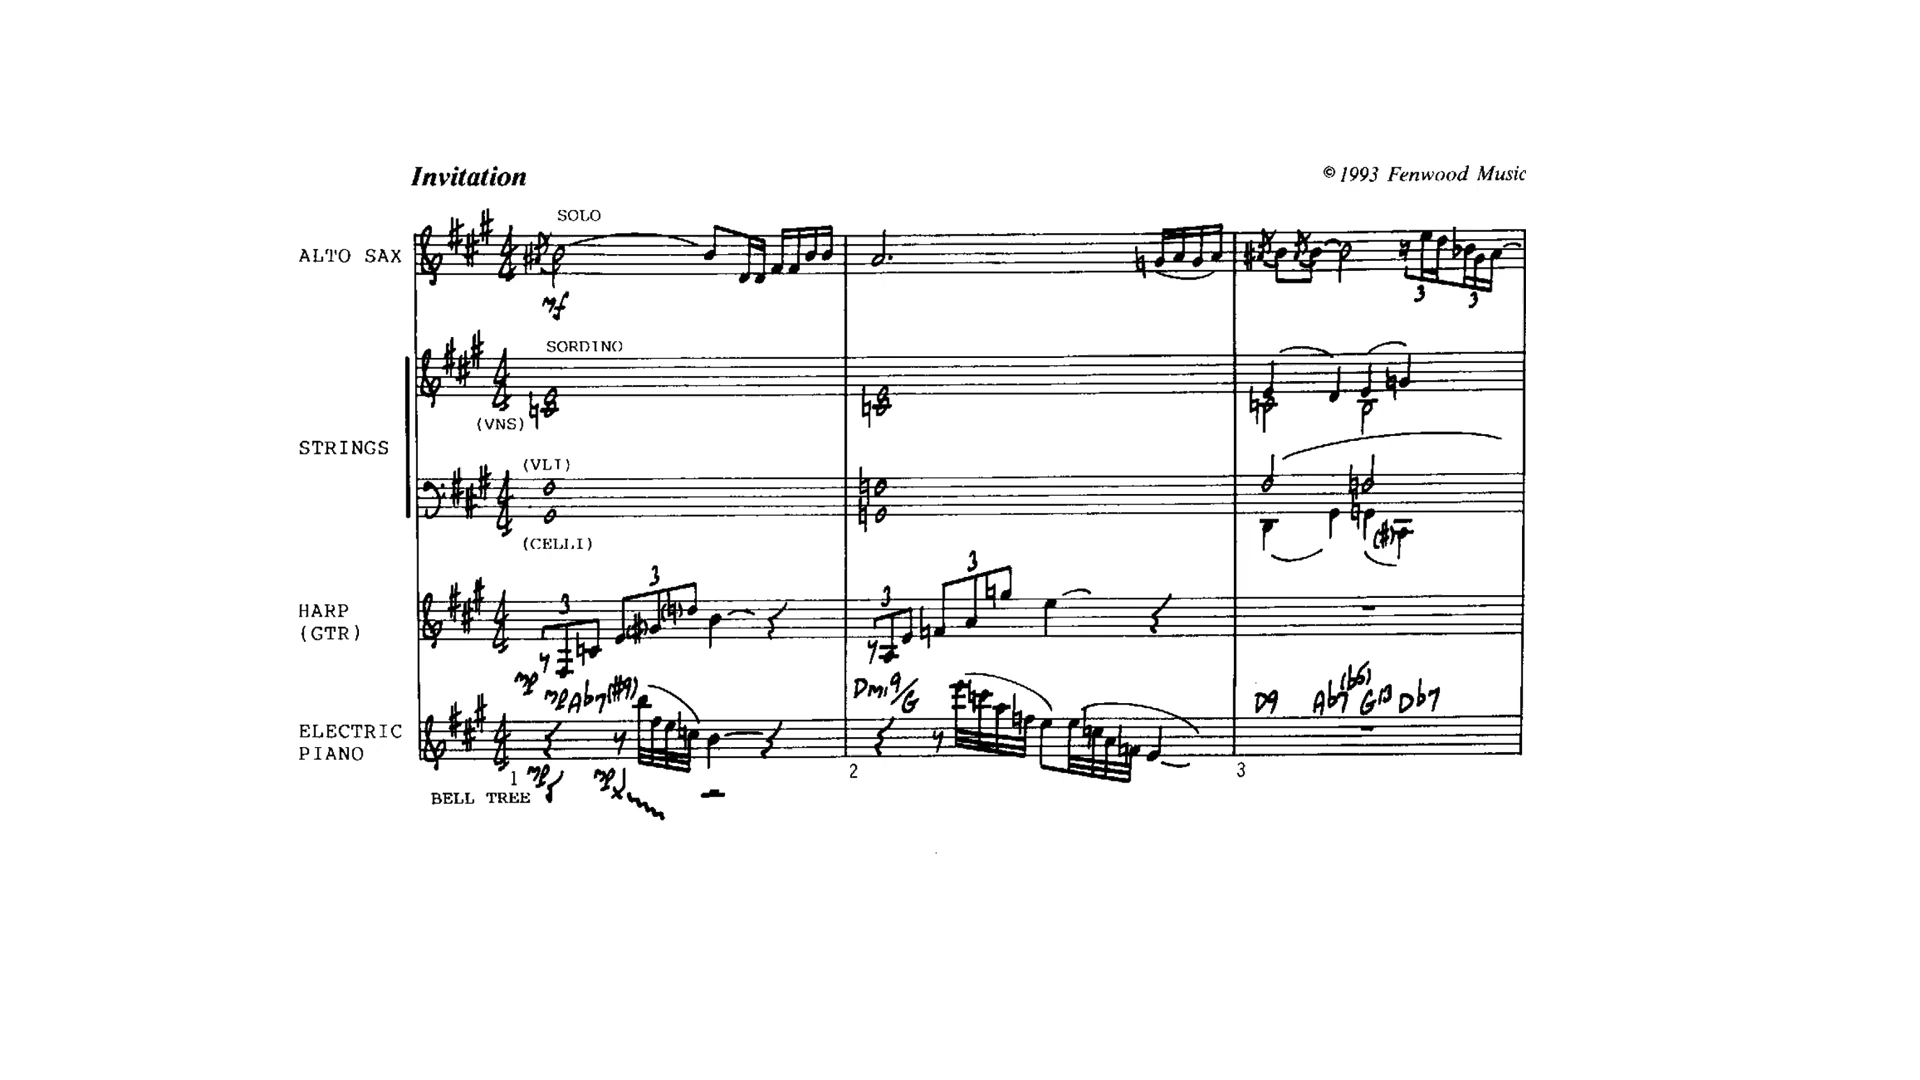 Invitation
©1993 Fenwood Music
SOLO
ALTO SAX
mf
3 3
SORDINO
(VNS)
STRINGS
(VLI)
(CELLI)
3 3 3 3
HARP
(GTR)
mp
mp Ab7(#9) Dmi9/G D9 Ab7(b5) G13 Db7
ELECTRIC
PIANO
1 mp mp 2 3
BELL TREE